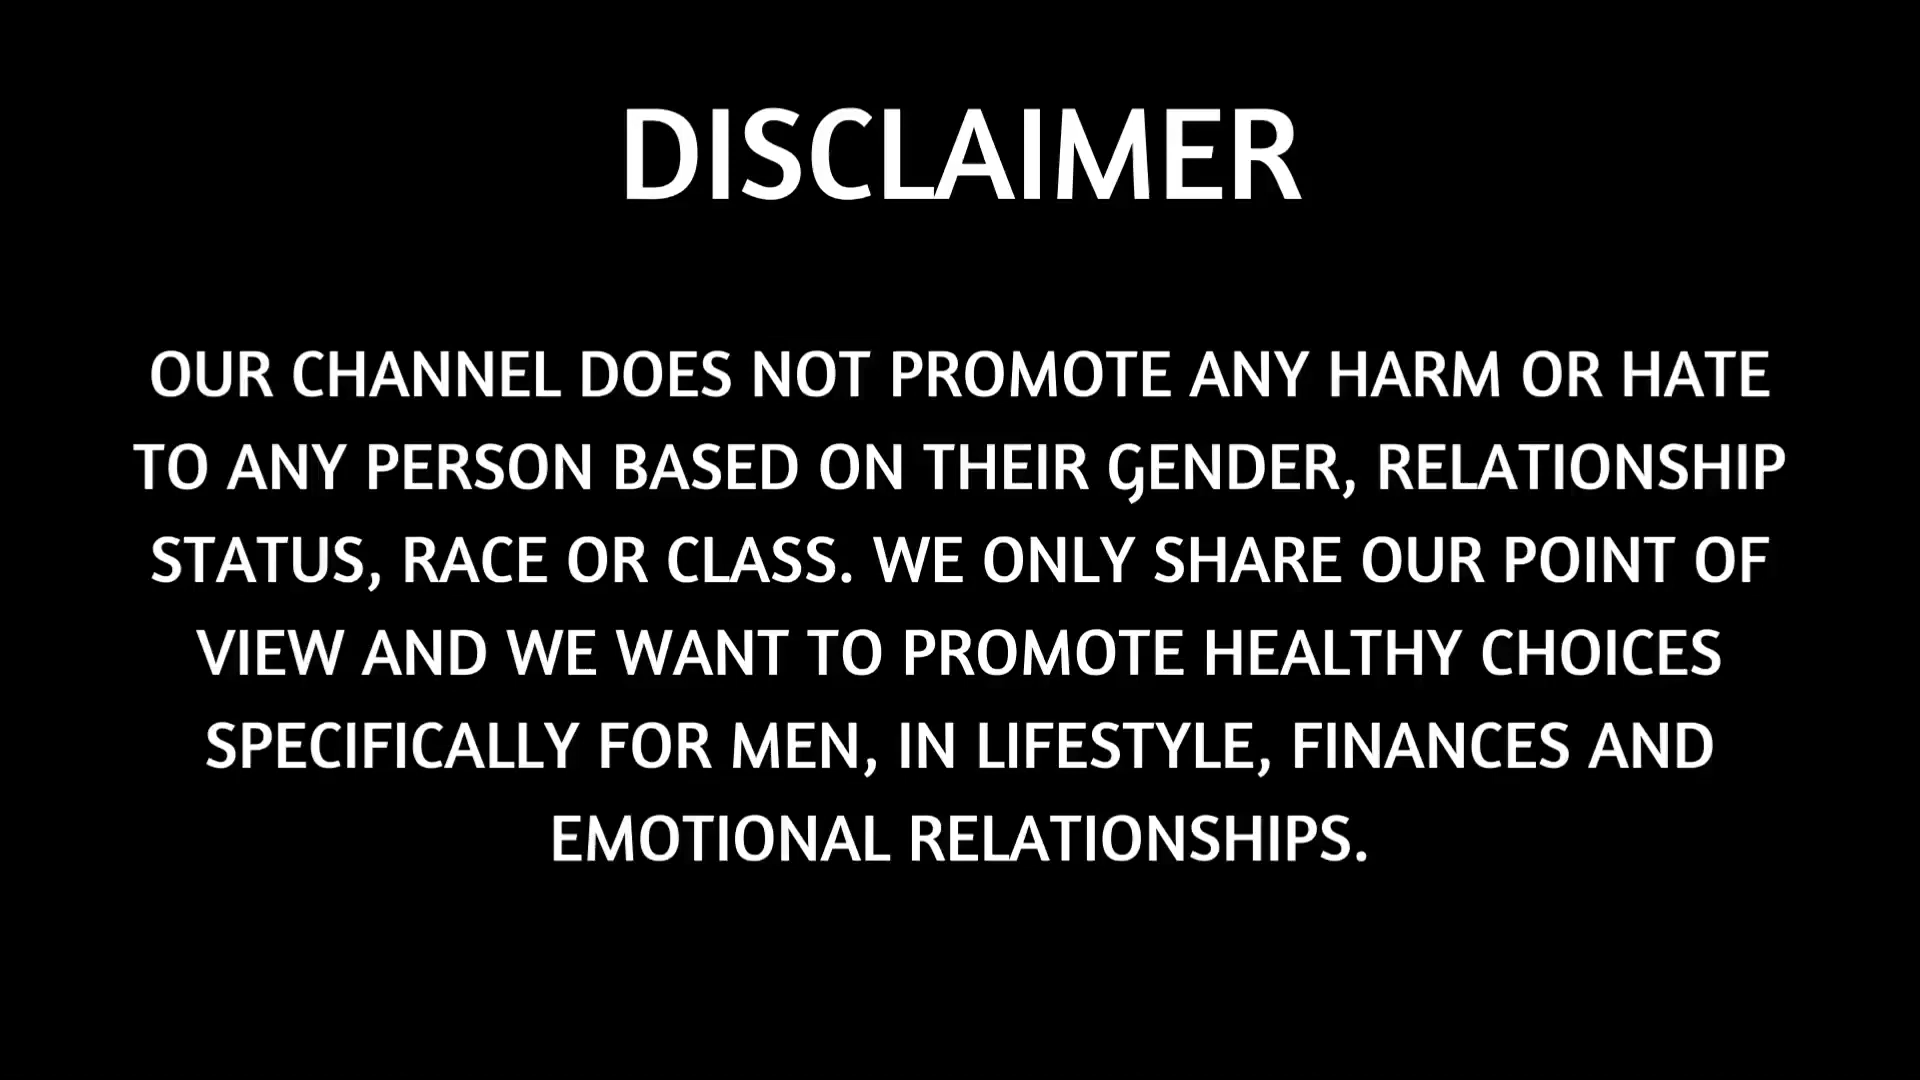 DISCLAIMER
OUR CHANNEL DOES NOT PROMOTE ANY HARM OR HATE
TO ANY PERSON BASED ON THEIR GENDER, RELATIONSHIP
STATUS, RACE OR CLASS. WE ONLY SHARE OUR POINT OF
VIEW AND WE WANT TO PROMOTE HEALTHY CHOICES
SPECIFICALLY FOR MEN, IN LIFESTYLE, FINANCES AND
EMOTIONAL RELATIONSHIPS.